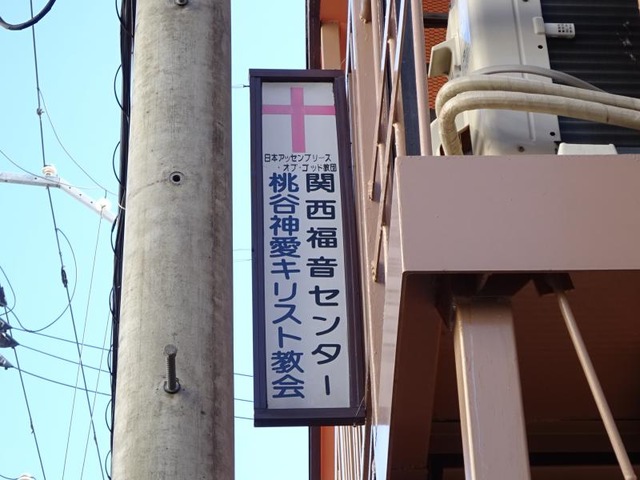 日本アッセンブリーズ
・オブ・ゴッド教団
関西福音センター
桃谷神愛キリスト教会